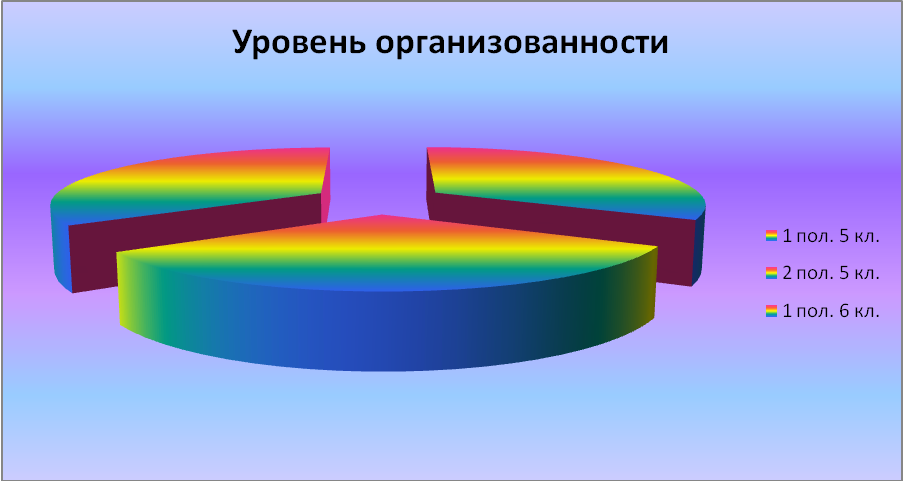 Уровень организованности
1 пол. 5 кл.
2 пол. 5 кл.
1 пол. 6 кл.